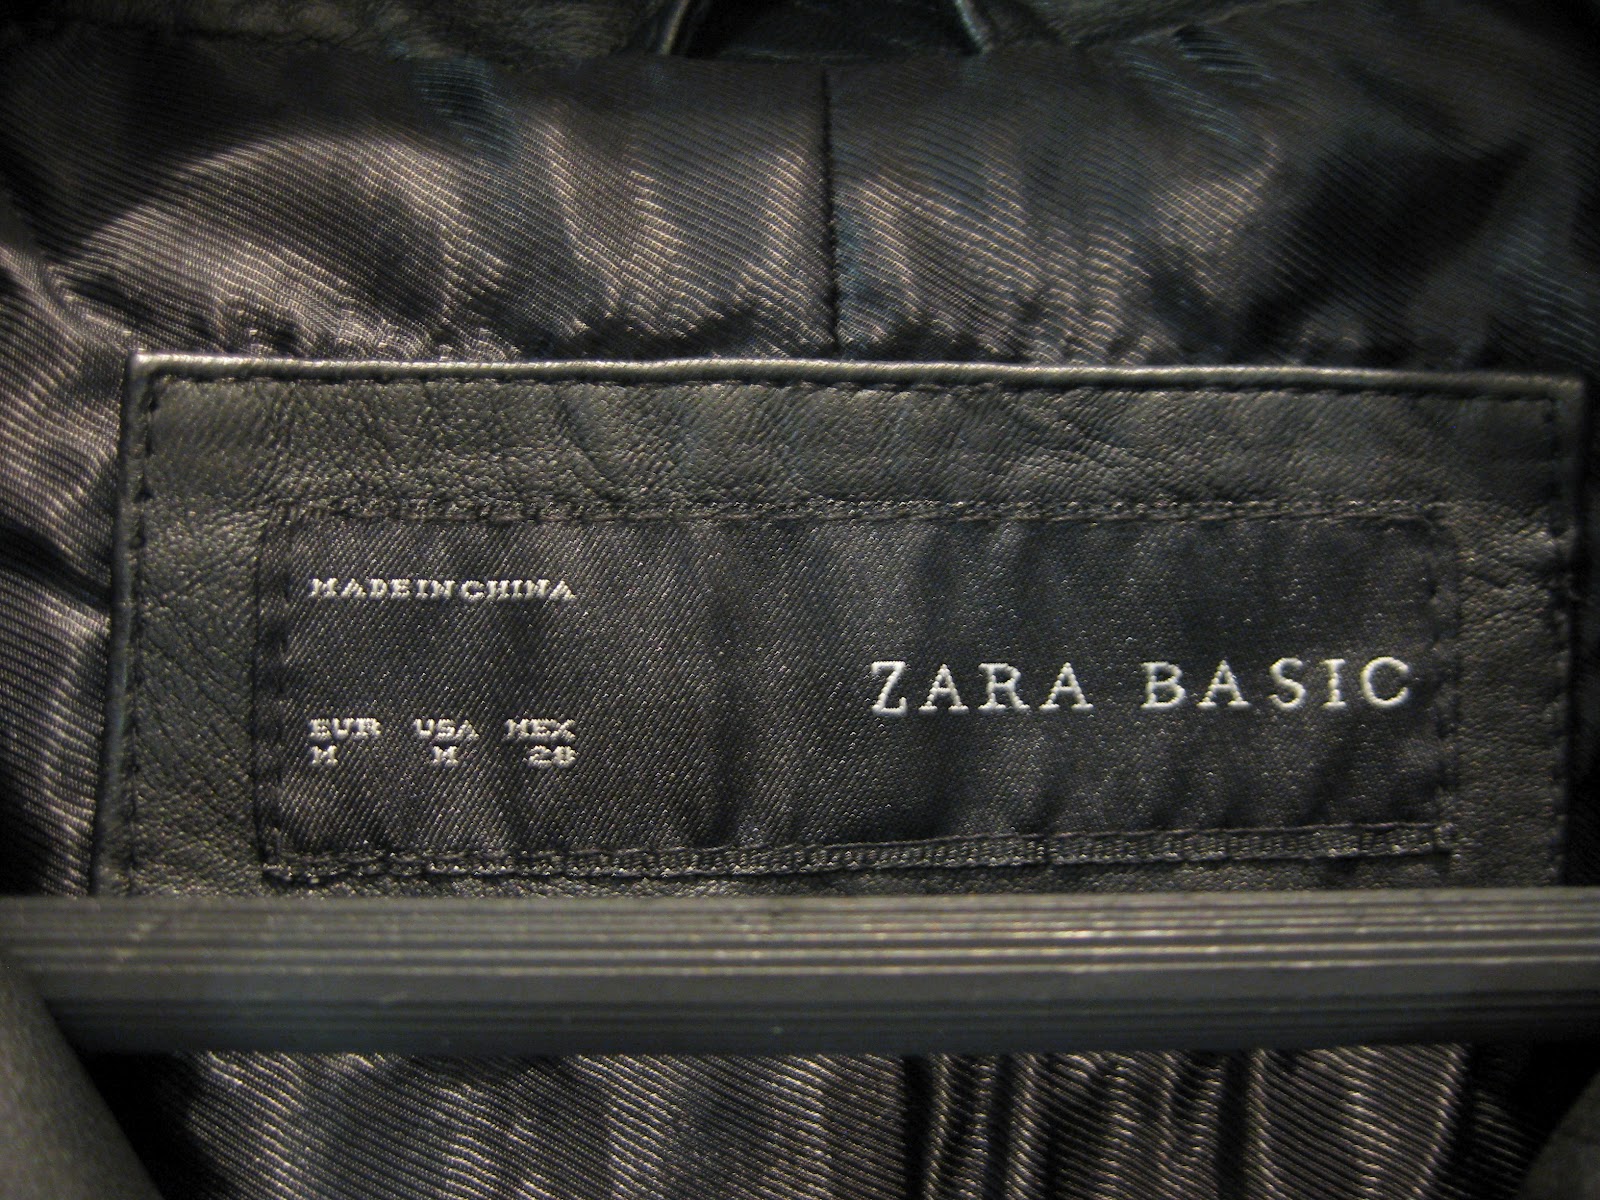 MADE IN CHINA
ZARA BASIC
EUR USA MEX
M M 28